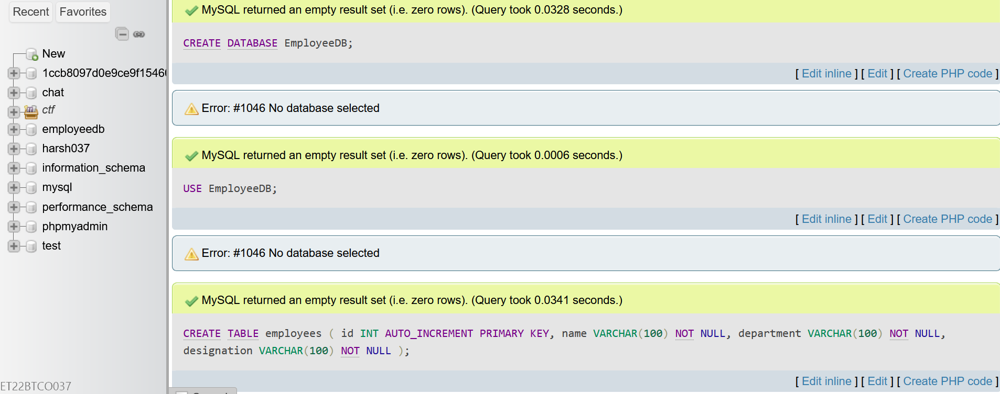 Recent Favorites
New
1ccb8097d0e9ce9f1546
chat
ctf
employeedb
harsh037
information_schema
mysql
performance_schema
phpmyadmin
test
ET22BTCO037
MySQL returned an empty result set (i.e. zero rows). (Query took 0.0328 seconds.)
CREATE DATABASE EmployeeDB;
[ Edit inline ] [ Edit ] [ Create PHP code ]
Error: #1046 No database selected
MySQL returned an empty result set (i.e. zero rows). (Query took 0.0006 seconds.)
USE EmployeeDB;
[ Edit inline ] [ Edit ] [ Create PHP code ]
Error: #1046 No database selected
MySQL returned an empty result set (i.e. zero rows). (Query took 0.0341 seconds.)
CREATE TABLE employees ( id INT AUTO_INCREMENT PRIMARY KEY, name VARCHAR(100) NOT NULL, department VARCHAR(100) NOT NULL,
designation VARCHAR(100) NOT NULL );
[ Edit inline ] [ Edit ] [ Create PHP code ]